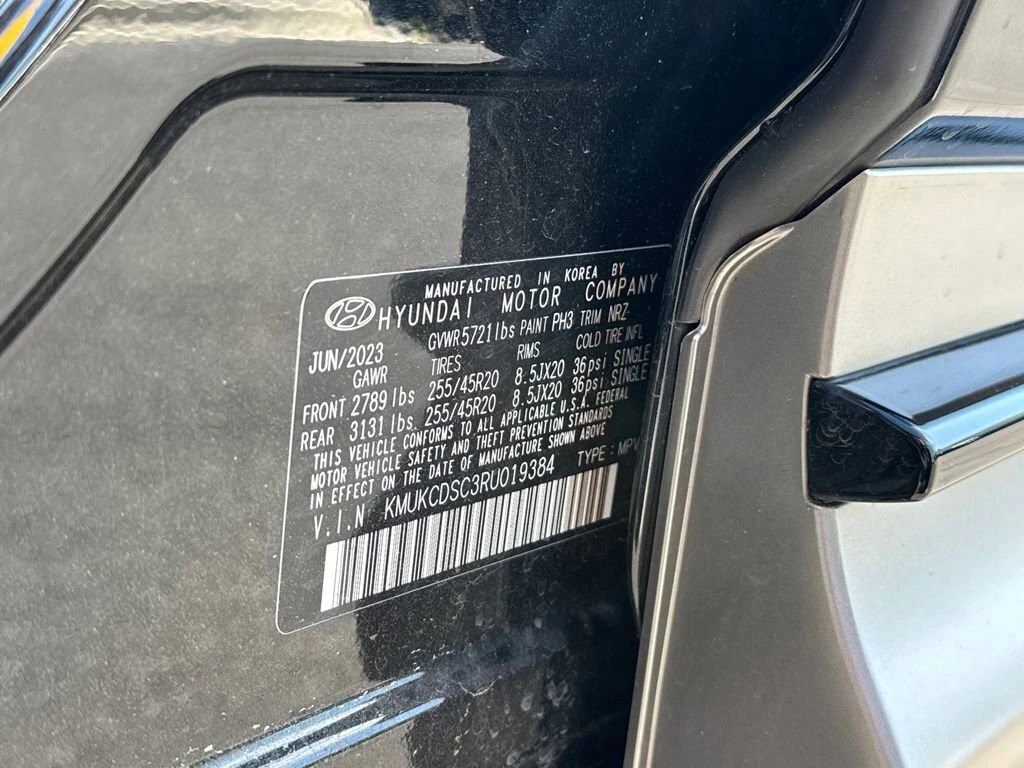 MANUFACTURED IN KOREA BY
HYUNDAI MOTOR COMPANY
JUN/2023 GVWR 5721 lbs PAINT PH3 TRIM NRZ
GAWR TIRES RIMS COLD TIRE INFL
FRONT 2789 lbs 255/45R20 8.5JX20 36psi SINGLE
REAR 3131 lbs. 255/45R20 8.5JX20 36psi SINGLE
THIS VEHICLE CONFORMS TO ALL APPLICABLE U.S.A. FEDERAL
MOTOR VEHICLE SAFETY AND THEFT PREVENTION STANDARDS
IN EFFECT ON THE DATE OF MANUFACTURE SHOWN ABOVE
V.I.N KMUKCDSC3RU019384 TYPE : MPV